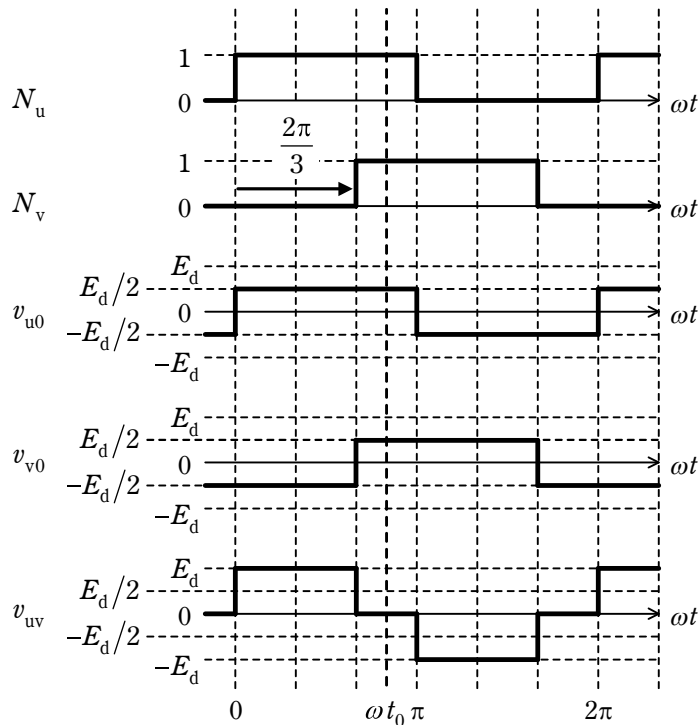 1
N_u
0
ωt
2π/3
1
N_v
0
ωt
E_d
E_d/2
v_u0
0
−E_d/2
ωt
−E_d
E_d
E_d/2
v_v0
0
−E_d/2
ωt
−E_d
E_d
E_d/2
v_uv
0
−E_d/2
ωt
−E_d
0 ωt_0 π 2π